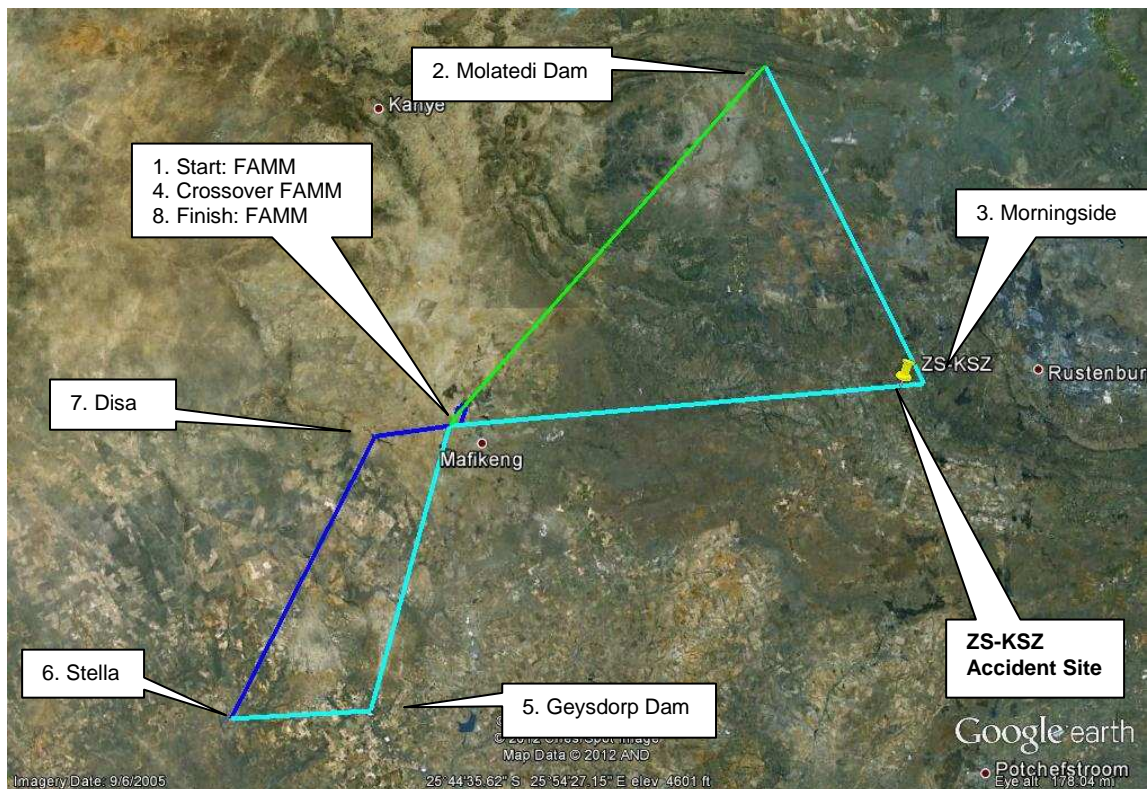 2. Molatedi Dam
Kanye
1. Start: FAMM
4. Crossover FAMM
8. Finish: FAMM
3. Morningside
ZS-KSZ
Rustenbur
7. Disa
Mafikeng
ZS-KSZ
Accident Site
6. Stella
5. Geysdorp Dam
© 2012 Cnes/Spot Image
Map Data © 2012 AND
Google earth
Potchefstroom
Imagery Date: 9/6/2005
25°44'35.62" S 25°54'27.15" E elev 4601 ft
Eye alt 178.04 mi